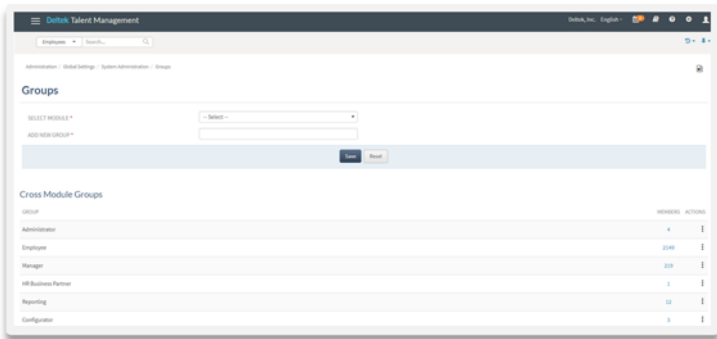 Deltek Talent Management Deltek, Inc. English
Employees Search...
Administration / Global Settings / System Administration / Groups
Groups
SELECT MODULE * -- Select --
ADD NEW GROUP *
Save Reset
Cross Module Groups
GROUP MEMBERS ACTIONS
Administrator 4
Employee 2149
Manager 219
HR Business Partner 1
Reporting 12
Configurator 3